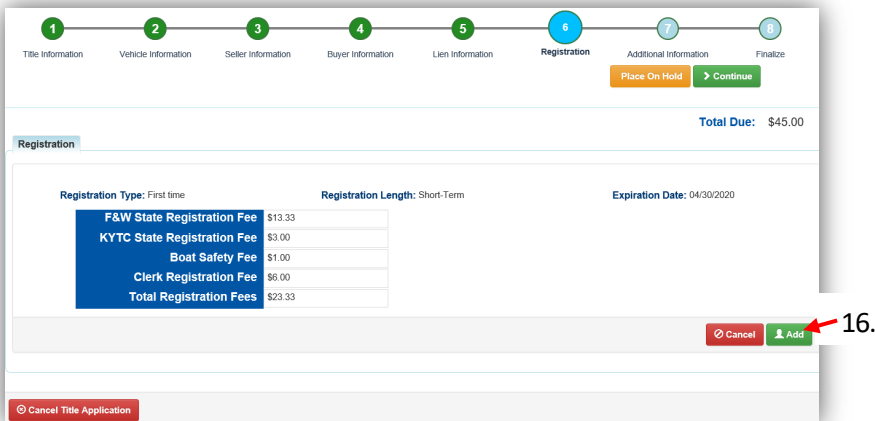 1 2 3 4 5 6 7 8
Title Information Vehicle Information Seller Information Buyer Information Lien Information Registration Additional Information Finalize
Place On Hold Continue
Total Due: $45.00
Registration
Registration Type: First time Registration Length: Short-Term Expiration Date: 04/30/2020
F&W State Registration Fee $13.33
KYTC State Registration Fee $3.00
Boat Safety Fee $1.00
Clerk Registration Fee $6.00
Total Registration Fees $23.33
Cancel Add 16.
Cancel Title Application